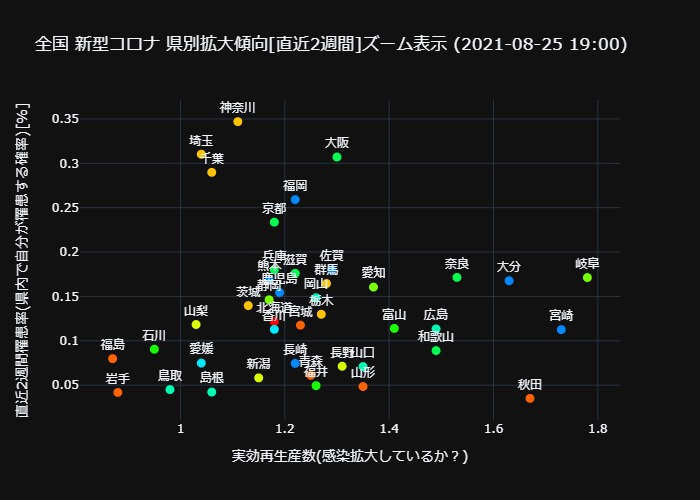 全国 新型コロナ 県別拡大傾向[直近2週間]ズーム表示 (2021-08-25 19:00)
直近2週間罹患率(県内で自分が罹患する確率)[%]
0.35
0.3
0.25
0.2
0.15
0.1
0.05
神奈川
埼玉
大阪
千葉
福岡
京都
兵庫
滋賀
佐賀
熊本
群馬
奈良
大分
岐阜
鹿児島
愛知
静岡
岡山
茨城
栃木
北海道
宮城
山梨
香川
富山
広島
宮崎
石川
和歌山
福島
愛媛
長崎
長野
山口
青森
新潟
福井
山形
岩手
鳥取
島根
秋田
1
1.2
1.4
1.6
1.8
実効再生産数(感染拡大しているか？)